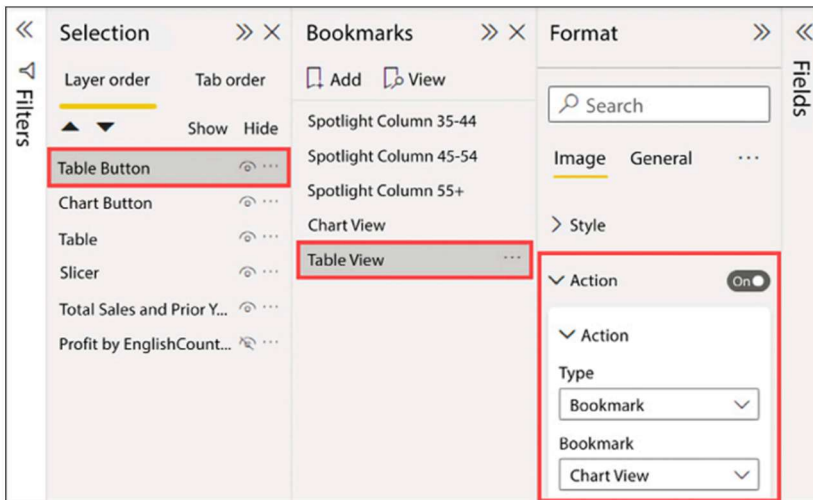 Filters
Selection
Layer order Tab order
Show Hide
Table Button
Chart Button
Table
Slicer
Total Sales and Prior Y...
Profit by EnglishCount...
Bookmarks
Add View
Spotlight Column 35-44
Spotlight Column 45-54
Spotlight Column 55+
Chart View
Table View
Format
Search
Image General
Style
Action On
Action
Type
Bookmark
Bookmark
Chart View
Fields